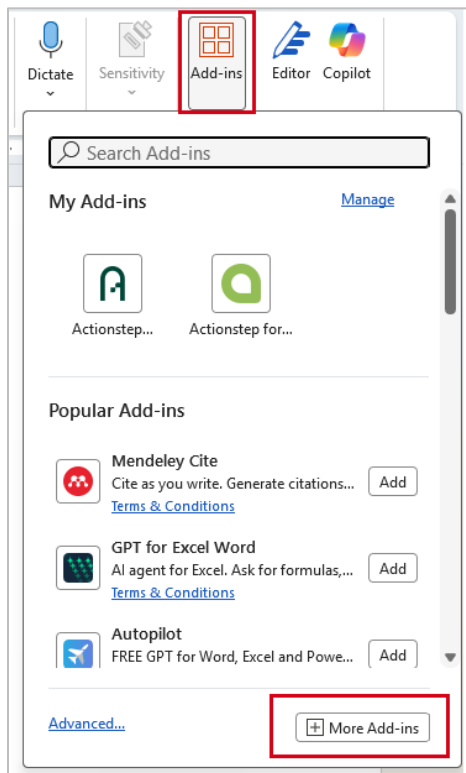 Dictate
Sensitivity
Add-ins
Editor
Copilot
Search Add-ins
My Add-ins
Manage
Actionstep...
Actionstep for...
Popular Add-ins
Mendeley Cite
Cite as you write. Generate citations...
Add
Terms & Conditions
GPT for Excel Word
AI agent for Excel. Ask for formulas,...
Add
Terms & Conditions
Autopilot
FREE GPT for Word, Excel and Powe...
Add
Advanced...
More Add-ins